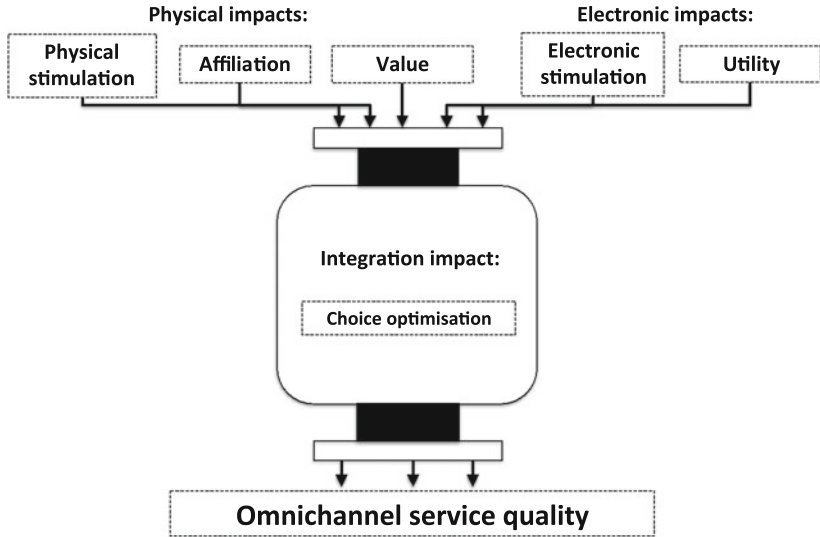 Physical impacts:
Electronic impacts:
Physical
stimulation
Affiliation
Value
Electronic
stimulation
Utility
Integration impact:
Choice optimisation
Omnichannel service quality